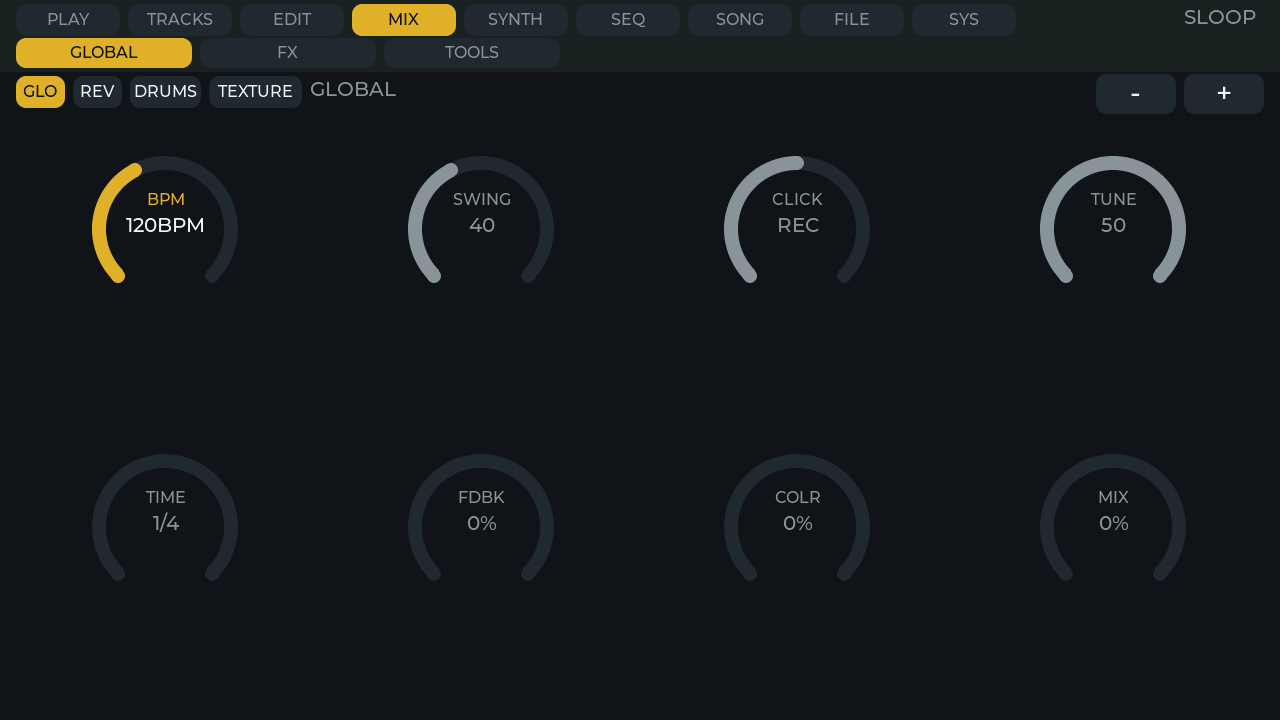 PLAY TRACKS EDIT MIX SYNTH SEQ SONG FILE SYS SLOOP
GLOBAL FX TOOLS
GLO REV DRUMS TEXTURE GLOBAL - +
BPM SWING CLICK TUNE
120BPM 40 REC 50
TIME FDBK COLR MIX
1/4 0% 0% 0%